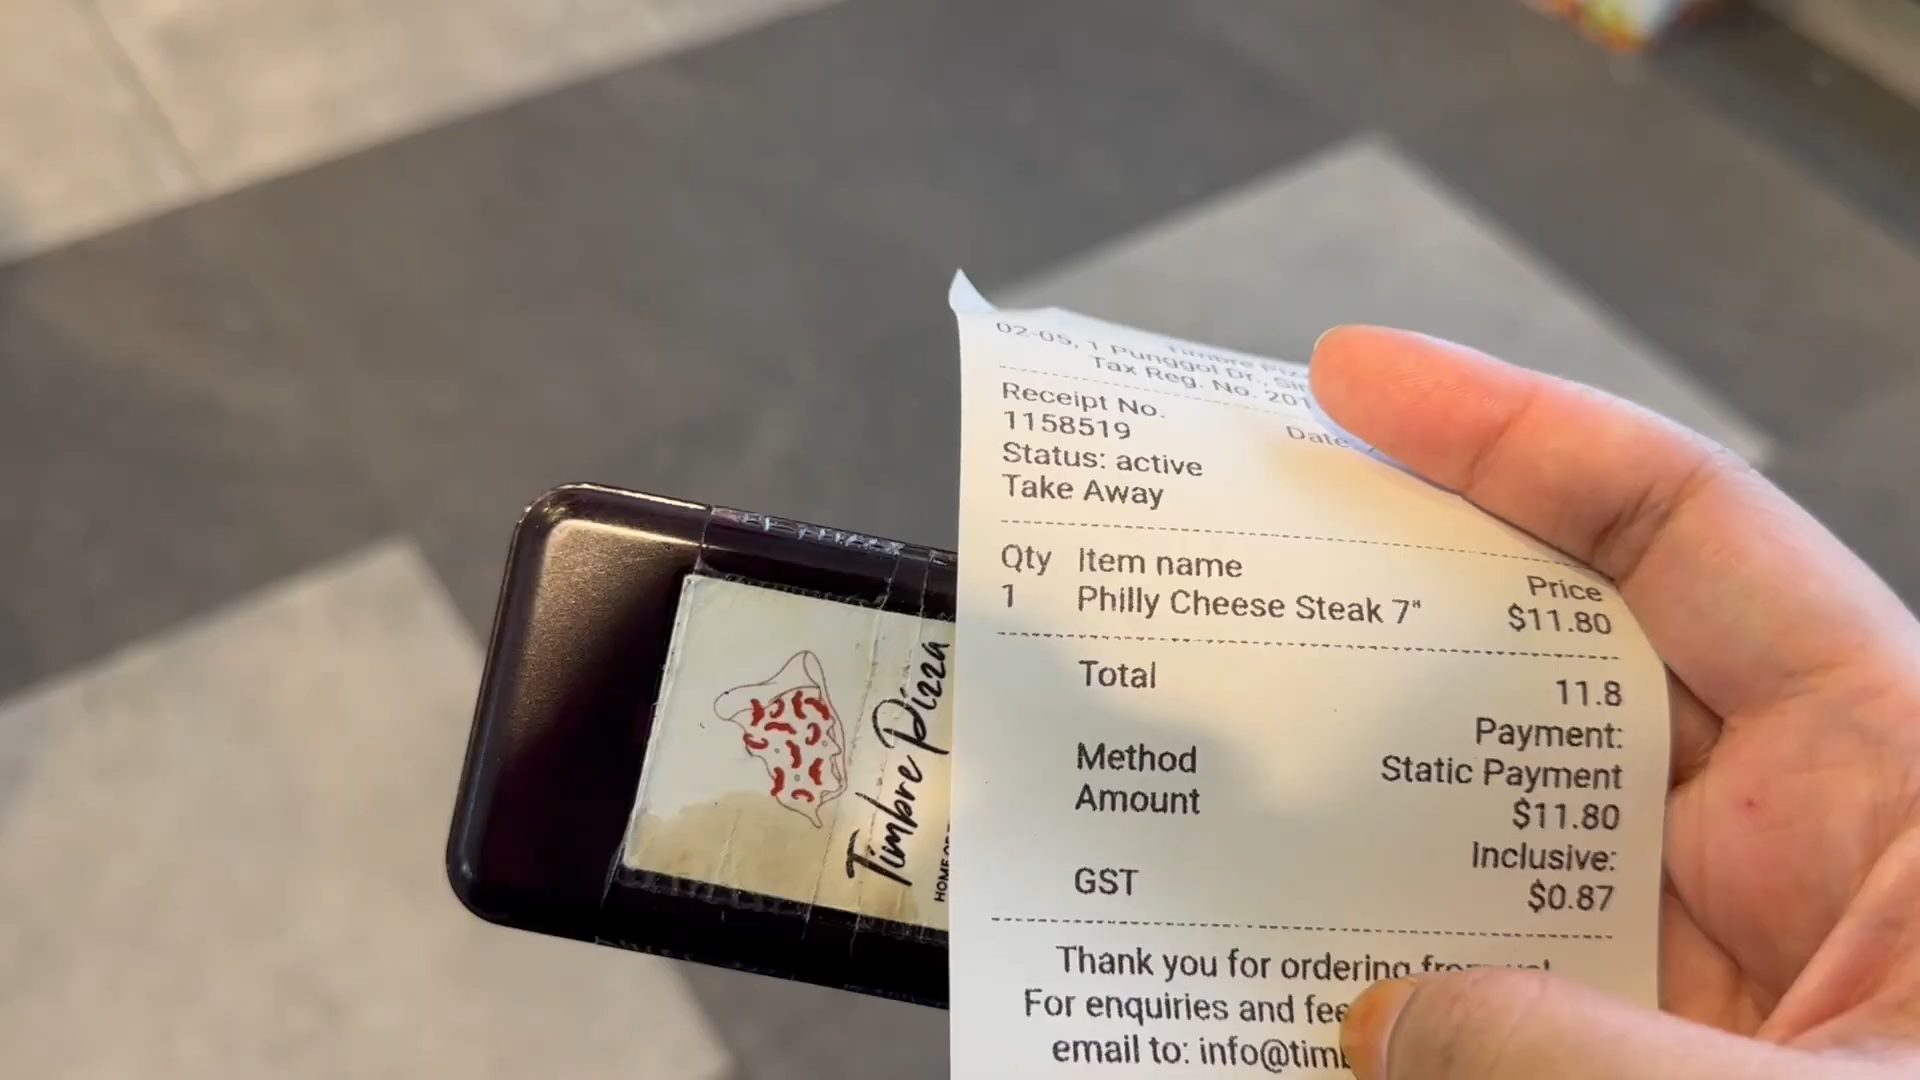 02-05, 1 Punggol Dr.,
Tax Reg. No. 201
Receipt No.
1158519
Date
Status: active
Take Away
Qty Item name Price
1 Philly Cheese Steak 7" $11.80
Total 11.8
Payment:
Method Static Payment
Amount $11.80
Inclusive:
GST $0.87
Thank you for ordering
For enquiries and
email to:
Timbre Pizza